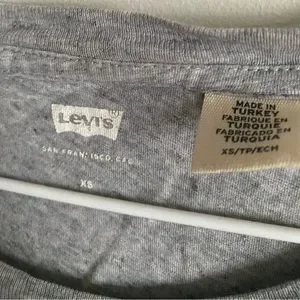 Levi's
SAN FRANCISCO, CAL
XS
MADE IN
TURKEY
FABRIQUE EN
TURQUIE
FABRICADO EN
TURQUIA
XS/TP/ECH